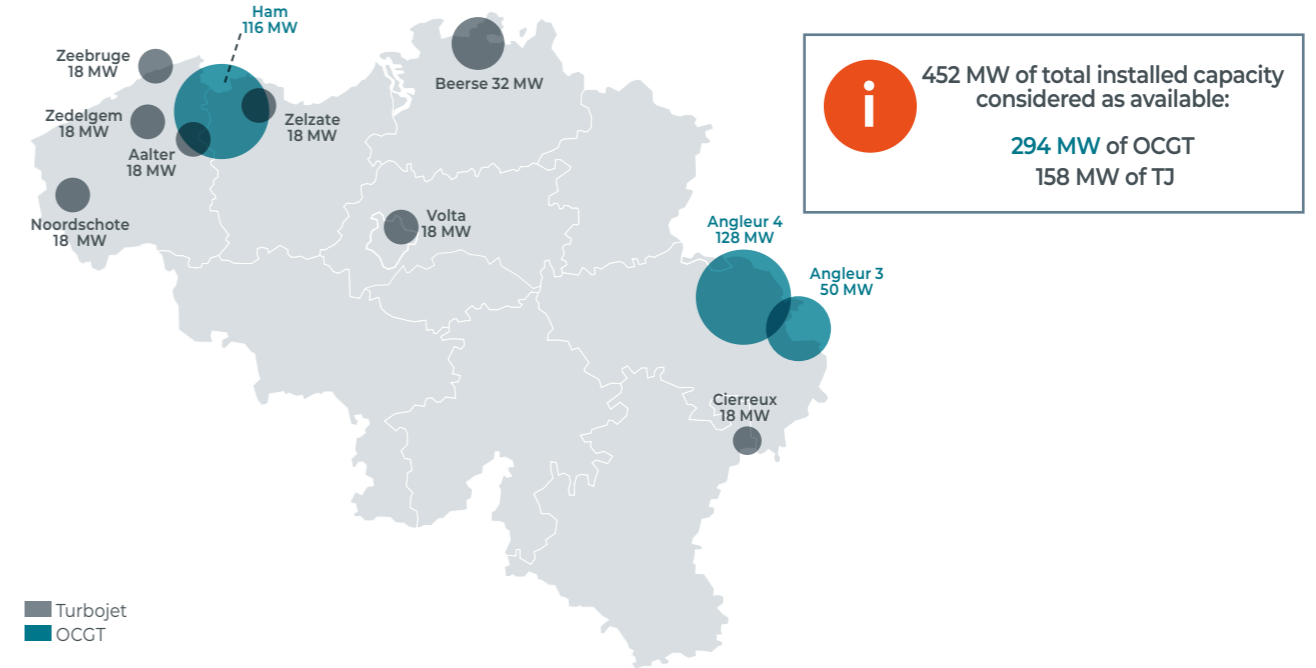 Ham
116 MW
Zeebruge
18 MW
Beerse 32 MW
Zedelgem
18 MW
Zelzate
18 MW
Aalter
18 MW
Noordschote
18 MW
Volta
18 MW
Angleur 4
128 MW
Angleur 3
50 MW
Cierreux
18 MW
i
452 MW of total installed capacity
considered as available:
294 MW of OCGT
158 MW of TJ
Turbojet
OCGT